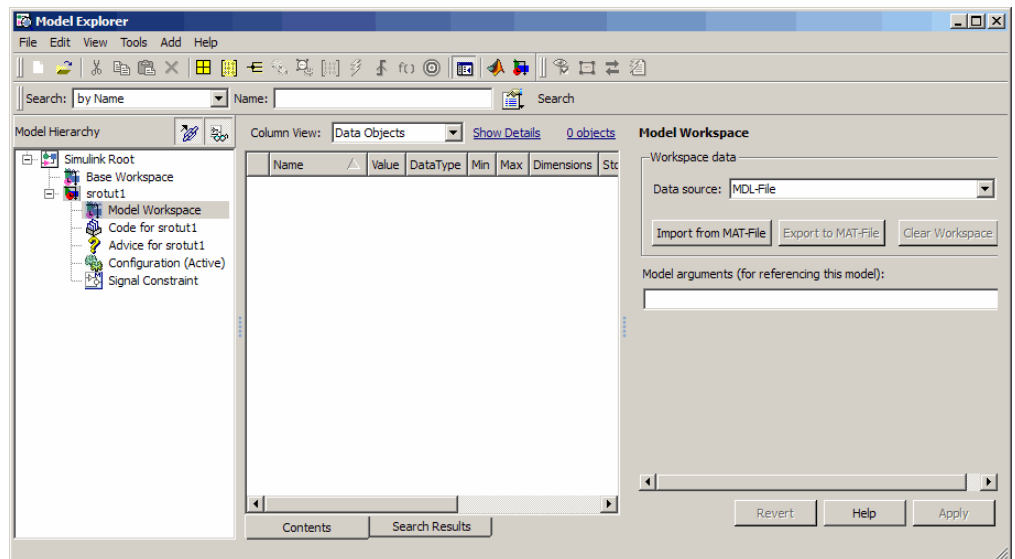 Model Explorer
File Edit View Tools Add Help
f()
Search: by Name Name: Search
Model Hierarchy
Simulink Root
Base Workspace
srotut1
Model Workspace
Code for srotut1
Advice for srotut1
Configuration (Active)
Signal Constraint
Column View: Data Objects Show Details 0 objects
Name Value DataType Min Max Dimensions Stc
Contents Search Results
Model Workspace
Workspace data
Data source: MDL-File
Import from MAT-File Export to MAT-File Clear Workspace
Model arguments (for referencing this model):
Revert Help Apply